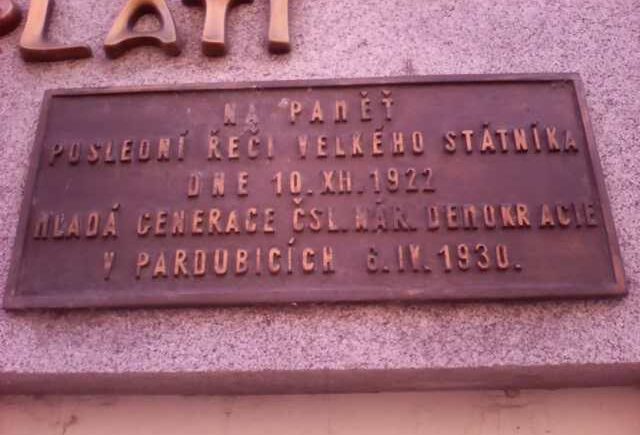 PLATÍ
NA PAMĚŤ
POSLEDNÍ ŘEČI VELKÉHO STÁTNÍKA
DNE 10.XII.1922
MLADÁ GENERACE ČSL.NÁR. DEMOKRACIE
V PARDUBICÍCH 6.IV.1930.